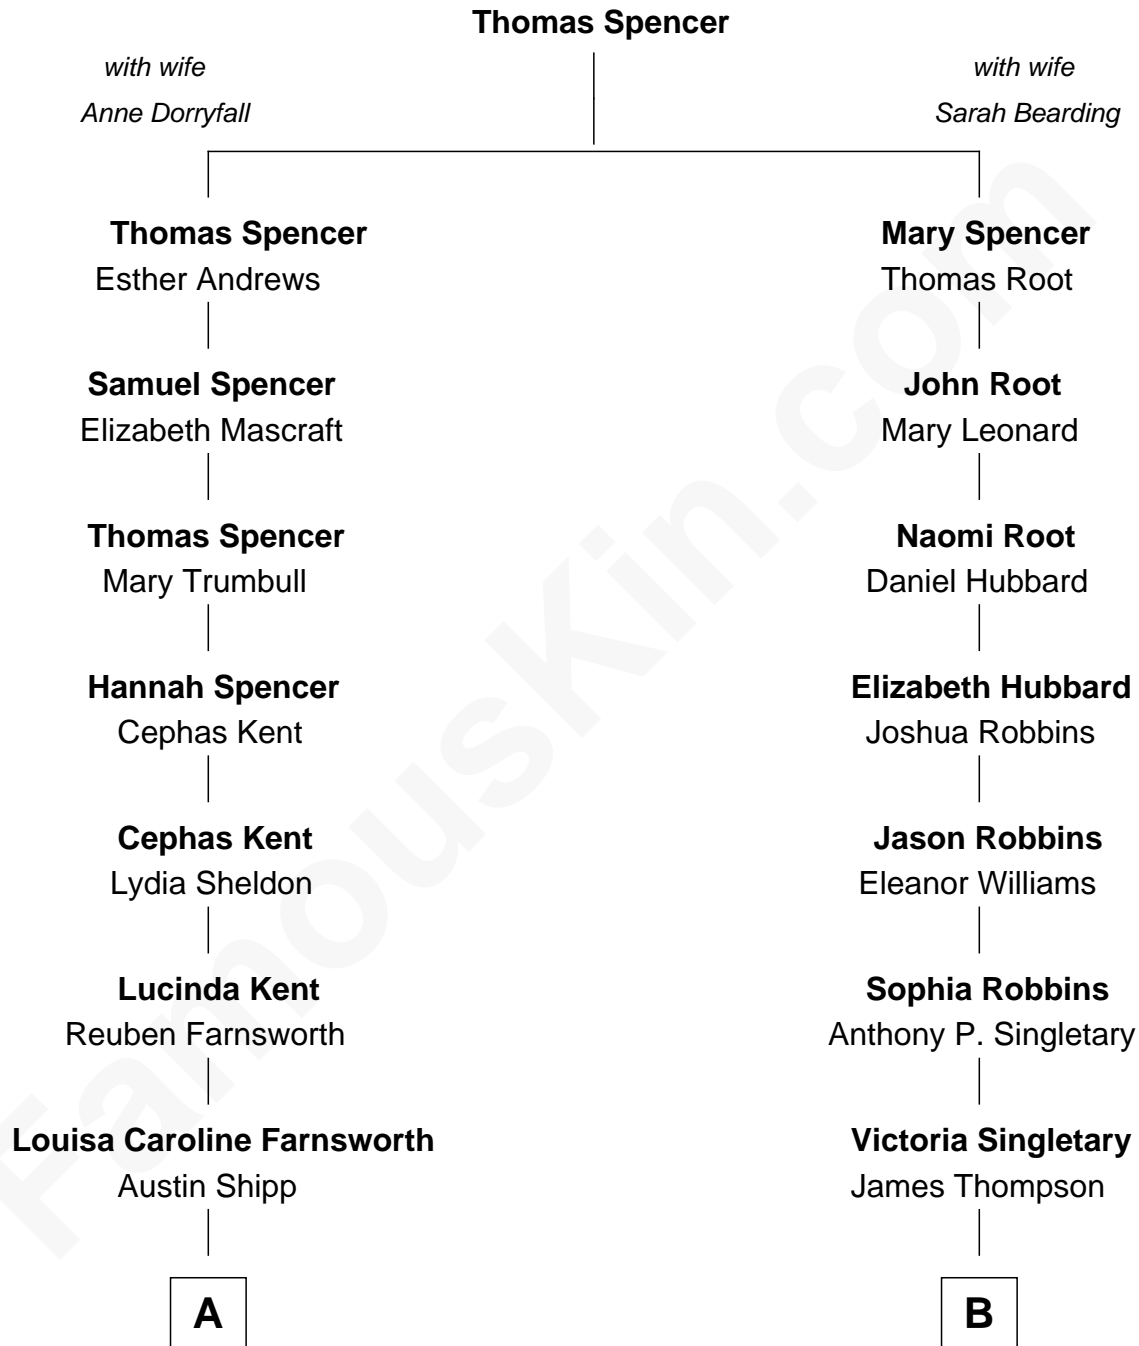 Thomas Spencer
with wife
Anne Dorryfall
with wife
Sarah Bearding
Thomas Spencer
Esther Andrews
Mary Spencer
Thomas Root
Samuel Spencer
Elizabeth Mascraft
John Root
Mary Leonard
Thomas Spencer
Mary Trumbull
Naomi Root
Daniel Hubbard
Hannah Spencer
Cephas Kent
Elizabeth Hubbard
Joshua Robbins
Cephas Kent
Lydia Sheldon
Jason Robbins
Eleanor Williams
Lucinda Kent
Reuben Farnsworth
Sophia Robbins
Anthony P. Singletary
Louisa Caroline Farnsworth
Austin Shipp
Victoria Singletary
James Thompson
A
B
FamousKin.com